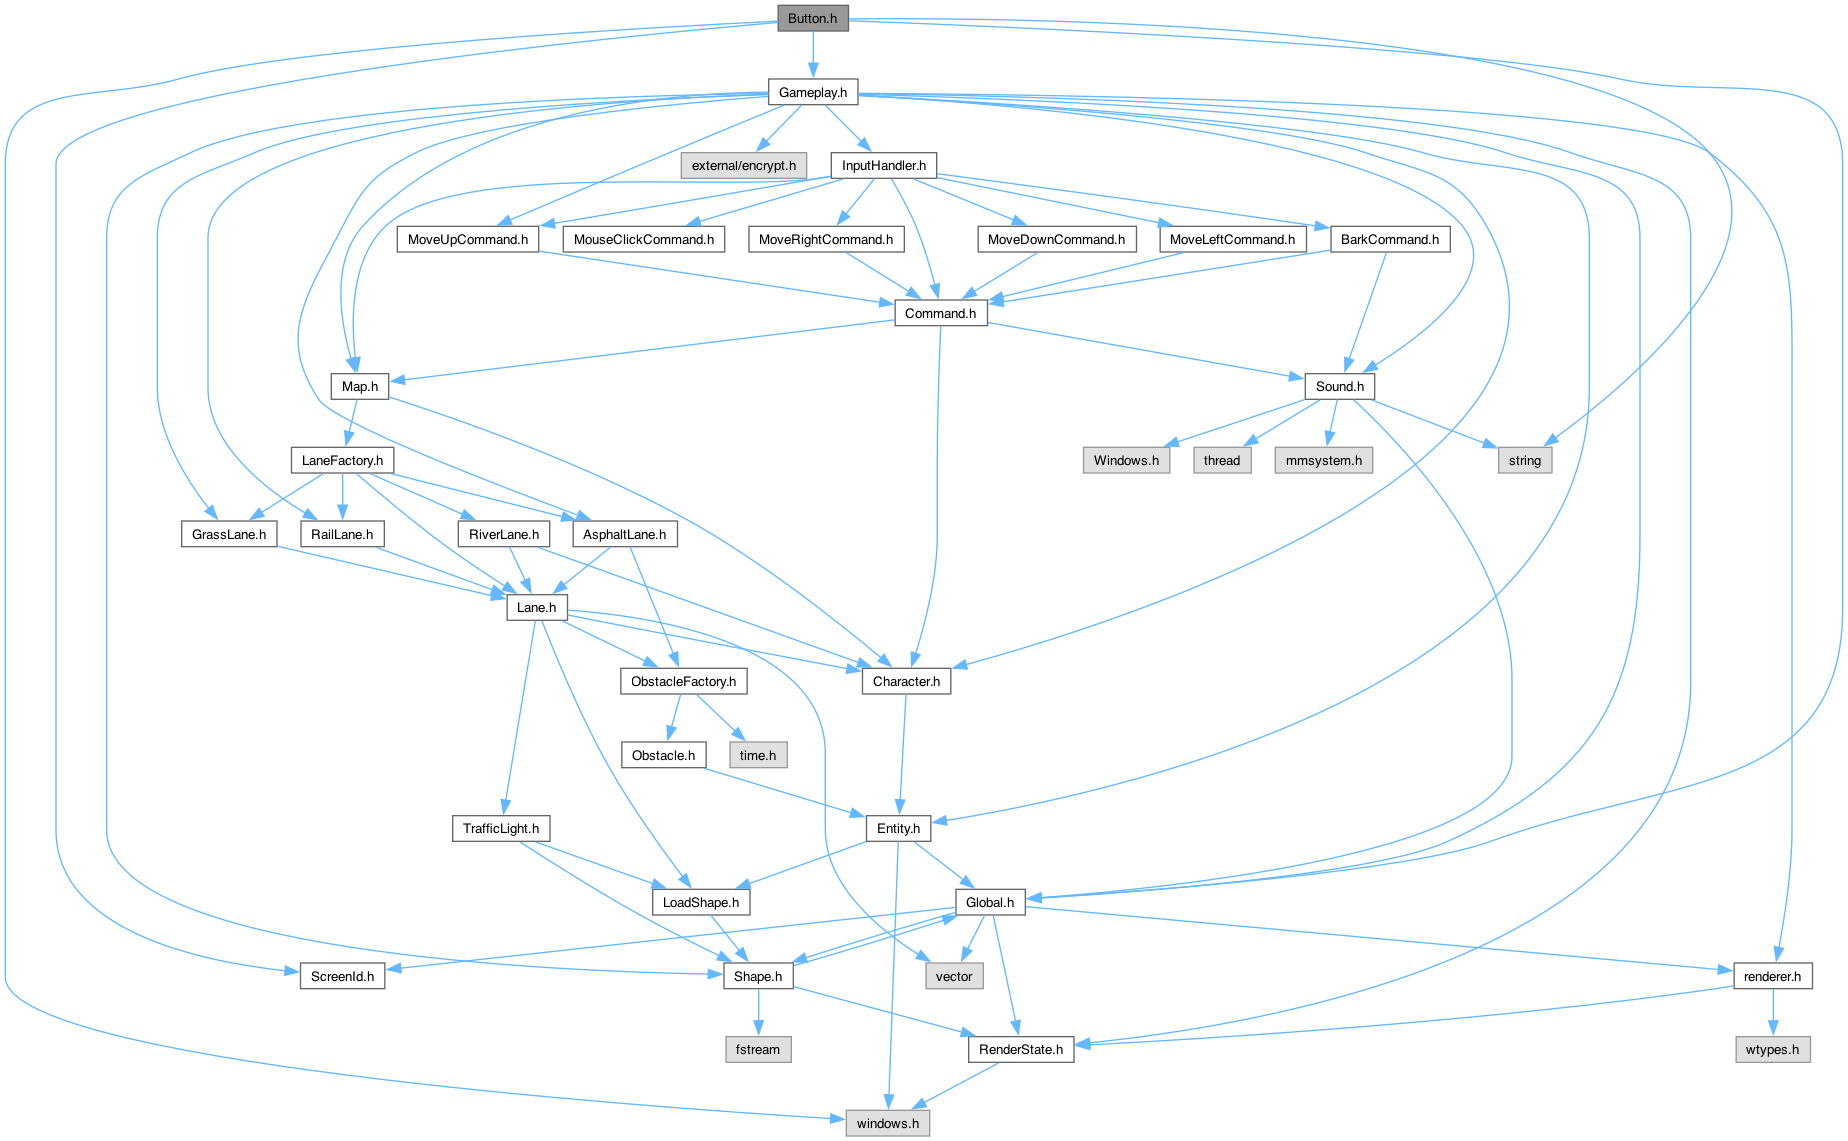 Button.h
Gameplay.h
external/encrypt.h
InputHandler.h
MoveUpCommand.h
MouseClickCommand.h
MoveRightCommand.h
MoveDownCommand.h
MoveLeftCommand.h
BarkCommand.h
Command.h
Map.h
Sound.h
LaneFactory.h
Windows.h
thread
mmsystem.h
string
GrassLane.h
RailLane.h
RiverLane.h
AsphaltLane.h
Lane.h
ObstacleFactory.h
Character.h
Obstacle.h
time.h
TrafficLight.h
Entity.h
LoadShape.h
Global.h
ScreenId.h
Shape.h
vector
renderer.h
fstream
RenderState.h
wtypes.h
windows.h